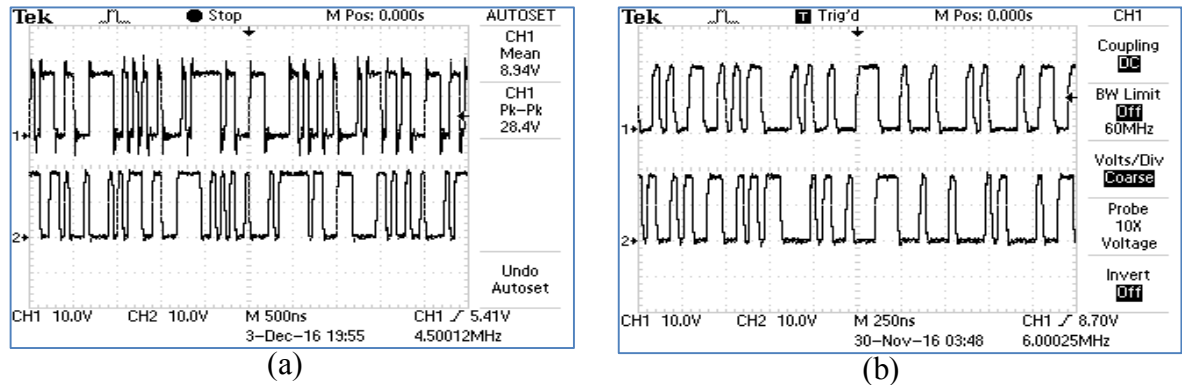 Tek Stop M Pos: 0.000s AUTOSET
CH1
Mean
8.94V
CH1
Pk-Pk
28.4V
1
2
Undo
Autoset
CH1 10.0V CH2 10.0V M 500ns CH1 5.41V
3-Dec-16 19:55 4.50012MHz
(a)
Tek T Trig'd M Pos: 0.000s CH1
Coupling
DC
BW Limit
Off
60MHz
Volts/Div
Coarse
Probe
10X
Voltage
Invert
Off
1
2
CH1 10.0V CH2 10.0V M 250ns CH1 8.70V
30-Nov-16 03:48 6.00025MHz
(b)